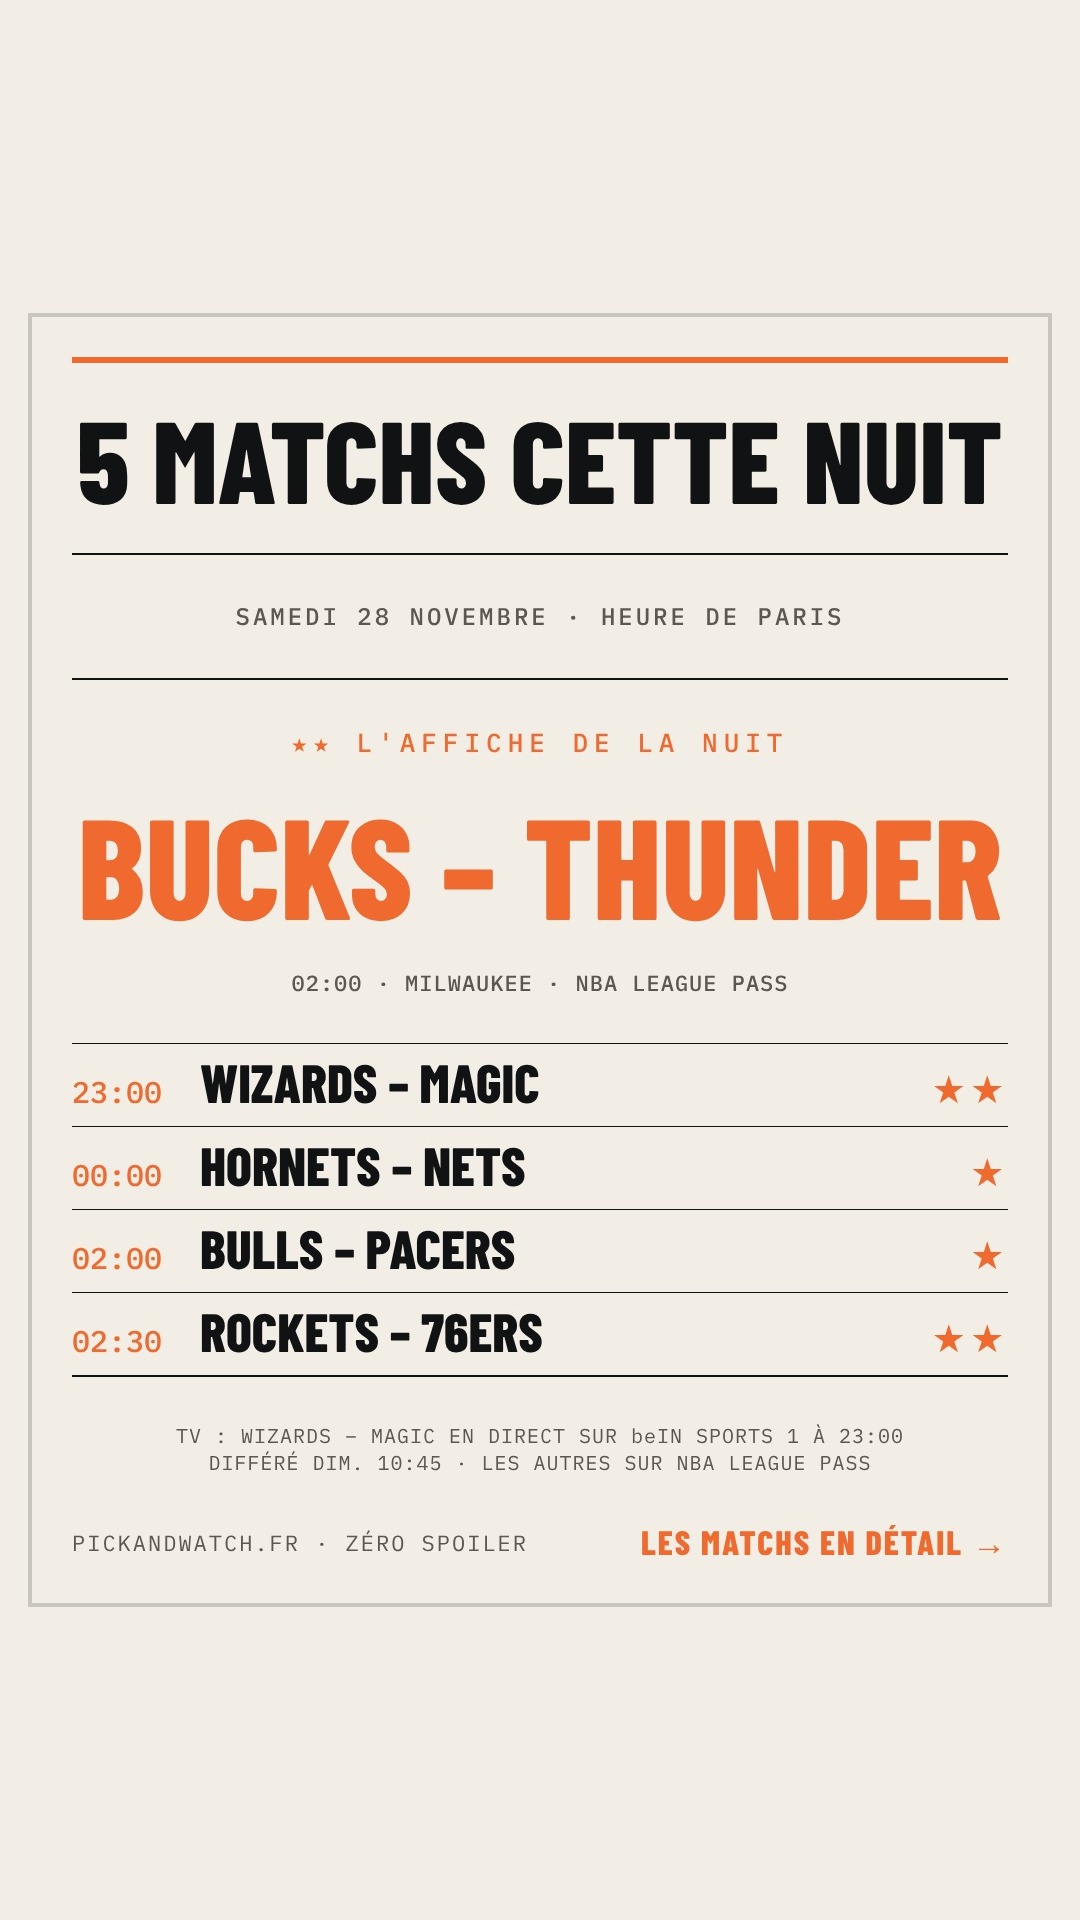 5 MATCHS CETTE NUIT
SAMEDI 28 NOVEMBRE · HEURE DE PARIS
★★ L'AFFICHE DE LA NUIT
BUCKS – THUNDER
02:00 · MILWAUKEE · NBA LEAGUE PASS
23:00 WIZARDS – MAGIC ★★
00:00 HORNETS – NETS ★
02:00 BULLS – PACERS ★
02:30 ROCKETS – 76ERS ★★
TV : WIZARDS – MAGIC EN DIRECT SUR beIN SPORTS 1 À 23:00
DIFFÉRÉ DIM. 10:45 · LES AUTRES SUR NBA LEAGUE PASS
PICKANDWATCH.FR · ZÉRO SPOILER LES MATCHS EN DÉTAIL →